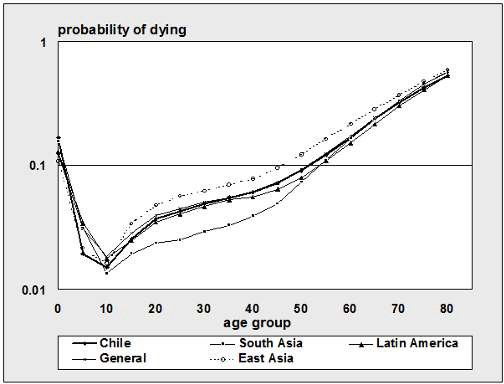 probability of dying
1
0.1
0.01
0 10 20 30 40 50 60 70 80
age group
Chile South Asia Latin America
General East Asia